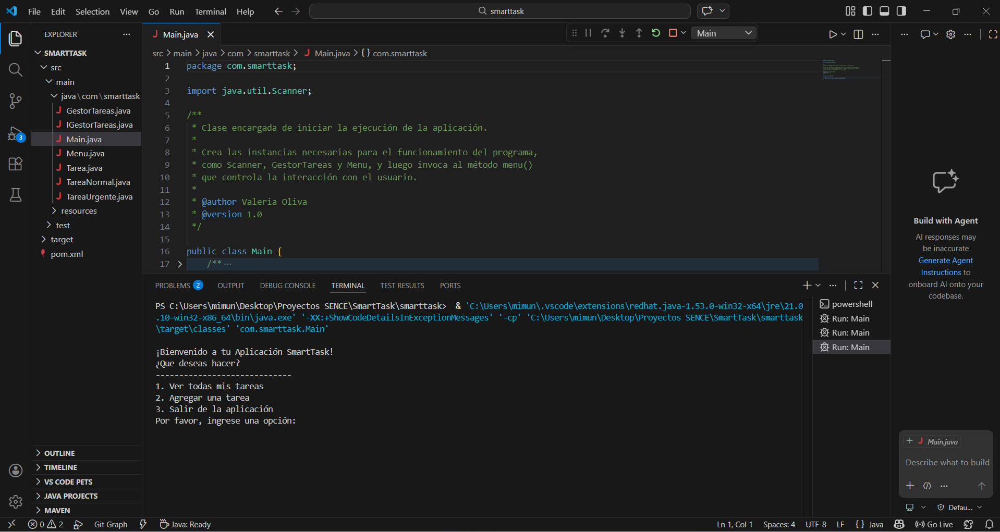 File Edit Selection View Go Run Terminal Help
smarttask
EXPLORER
SMARTTASK
src
main
java\com\smarttask
GestorTareas.java
IGestorTareas.java
Main.java
Menu.java
Tarea.java
TareaNormal.java
TareaUrgente.java
resources
test
target
pom.xml
OUTLINE
TIMELINE
VS CODE PETS
JAVA PROJECTS
MAVEN
3
Main.java
Main
src > main > java > com > smarttask > Main.java > {} com.smarttask
1 package com.smarttask;
2
3 import java.util.Scanner;
4
5 /**
6 * Clase encargada de iniciar la ejecución de la aplicación.
7 *
8 * Crea las instancias necesarias para el funcionamiento del programa,
9 * como Scanner, GestorTareas y Menu, y luego invoca al método menu()
10 * que controla la interacción con el usuario.
11 *
12 * @author Valeria Oliva
13 * @version 1.0
14 */
15
16 public class Main {
17 /** ···
PROBLEMS 2 OUTPUT DEBUG CONSOLE TERMINAL TEST RESULTS PORTS
PS C:\Users\mimun\Desktop\Proyectos SENCE\SmartTask\smarttask> & 'C:\Users\mimun\.vscode\extensions\redhat.java-1.53.0-win32-x64\jre\21.0
.10-win32-x86_64\bin\java.exe' '-XX:+ShowCodeDetailsInExceptionMessages' '-cp' 'C:\Users\mimun\Desktop\Proyectos SENCE\SmartTask\smarttask
\target\classes' 'com.smarttask.Main'
¡Bienvenido a tu Aplicación SmartTask!
¿Que deseas hacer?
-----------------------------
1. Ver todas mis tareas
2. Agregar una tarea
3. Salir de la aplicación
Por favor, ingrese una opción:
powershell
Run: Main
Run: Main
Run: Main
Build with Agent
AI responses may
be inaccurate
Generate Agent
Instructions to
onboard AI onto your
codebase.
Main.java
Describe what to build
Defau...
0 2 Git Graph Java: Ready
Ln 1, Col 1 Spaces: 4 UTF-8 LF {} Java Go Live